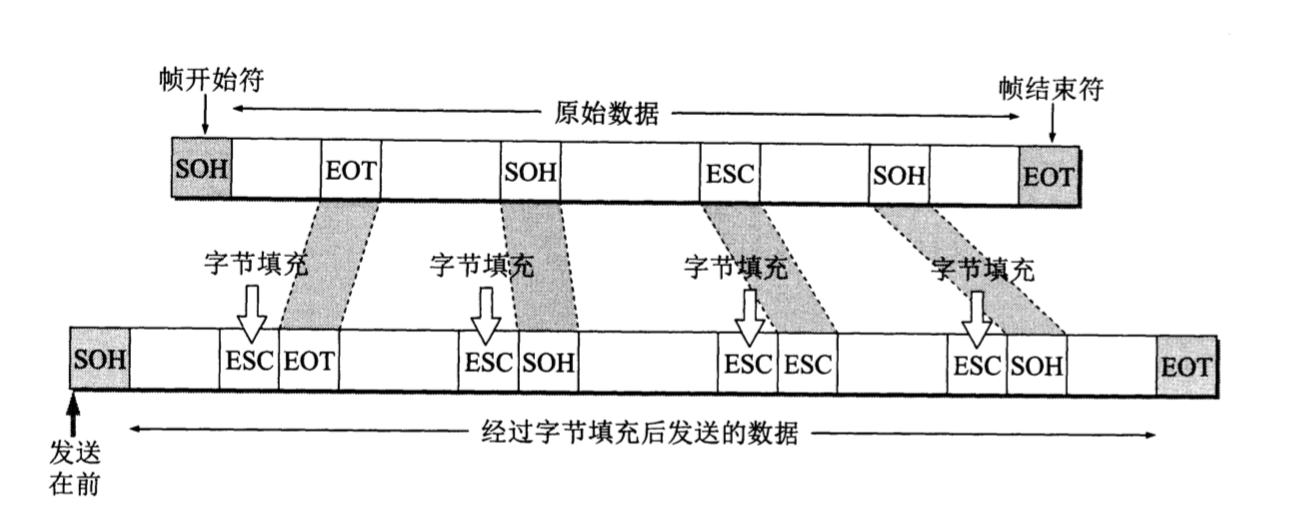 帧开始符
帧结束符
原始数据
SOH EOT SOH ESC SOH EOT
字节填充 字节填充 字节填充 字节填充
SOH ESC EOT ESC SOH ESC ESC ESC SOH EOT
经过字节填充后发送的数据
发送
在前